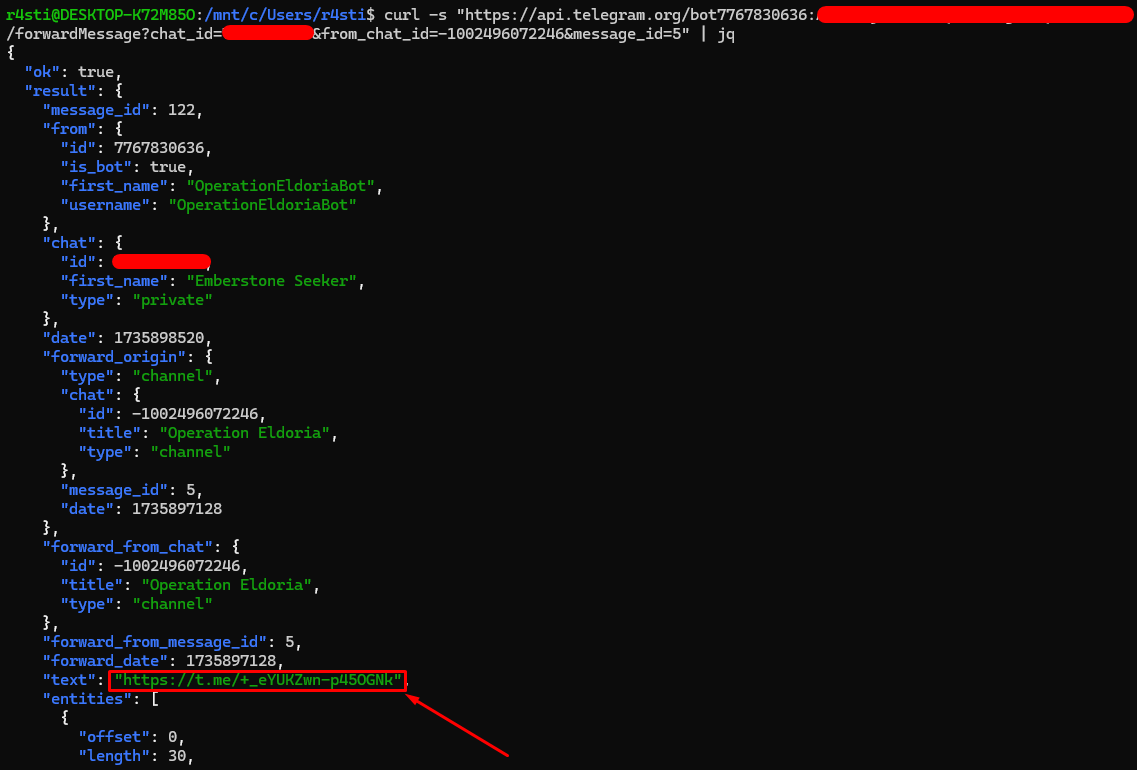 r4sti@DESKTOP-K72M85O:/mnt/c/Users/r4sti$ curl -s "https://api.telegram.org/bot7767830636:
/forwardMessage?chat_id= &from_chat_id=-1002496072246&message_id=5" | jq
{
  "ok": true,
  "result": {
    "message_id": 122,
    "from": {
      "id": 7767830636,
      "is_bot": true,
      "first_name": "OperationEldoriaBot",
      "username": "OperationEldoriaBot"
    },
    "chat": {
      "id": ,
      "first_name": "Emberstone Seeker",
      "type": "private"
    },
    "date": 1735898520,
    "forward_origin": {
      "type": "channel",
      "chat": {
        "id": -1002496072246,
        "title": "Operation Eldoria",
        "type": "channel"
      },
      "message_id": 5,
      "date": 1735897128
    },
    "forward_from_chat": {
      "id": -1002496072246,
      "title": "Operation Eldoria",
      "type": "channel"
    },
    "forward_from_message_id": 5,
    "forward_date": 1735897128,
    "text": "https://t.me/+_eYUKZwn-p45OGNk",
    "entities": [
      {
        "offset": 0,
        "length": 30,